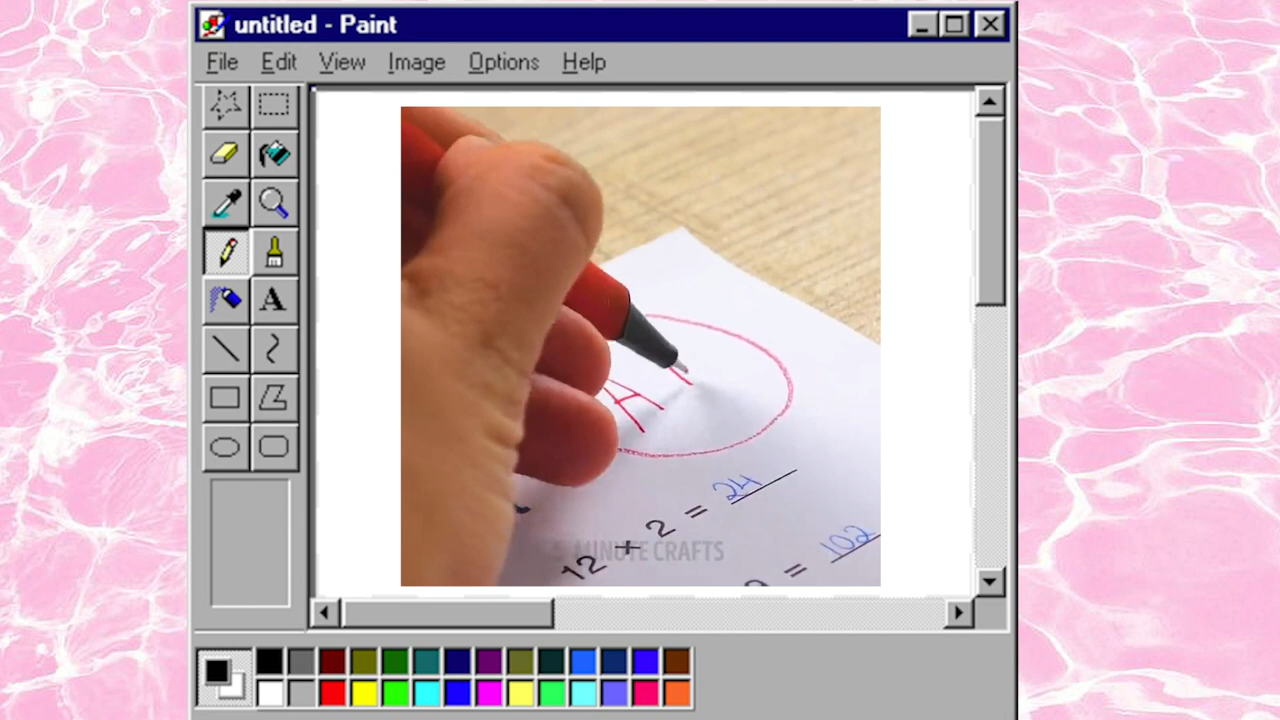 untitled - Paint
File Edit View Image Options Help
A
A
12 + 2 = 24
= 102
MINUTE CRAFTS